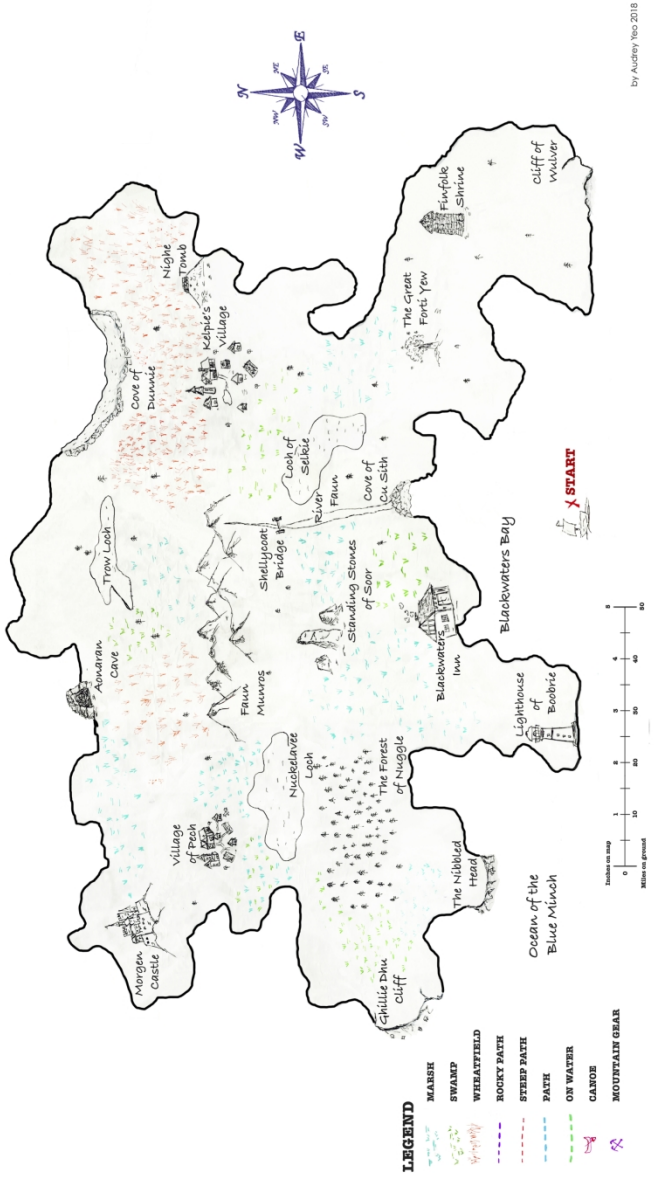 by Audrey Yeo 2018
N
NE
E
SE
S
SW
W
NW
Morgen
Castle
Village
of Pech
Aonaran
Cave
Trow Loch
Cove of
Dunnie
Nighe
Tomb
Kelpie's
Village
Faun
Munros
Shellycoat
Bridge
Loch of
Selkie
River
Faun
Nuckelavee
Loch
Standing Stones
of Soor
Cove of
Cu Sith
The Great
Forti Yew
Finfolk
Shrine
Cliff of
Wulver
The Forest
of Nuggle
Blackwaters
Inn
Ghillie Dhu
Cliff
The Nibbled
Head
Lighthouse
of
Boobrie
Blackwaters Bay
X START
Ocean of the
Blue Minch
LEGEND
MARSH
SWAMP
WHEATFIELD
ROCKY PATH
STEEP PATH
PATH
ON WATER
CANOE
MOUNTAIN GEAR
Inches on map
1 2 3 4 5
0
10 20 30 40 50
Miles on ground